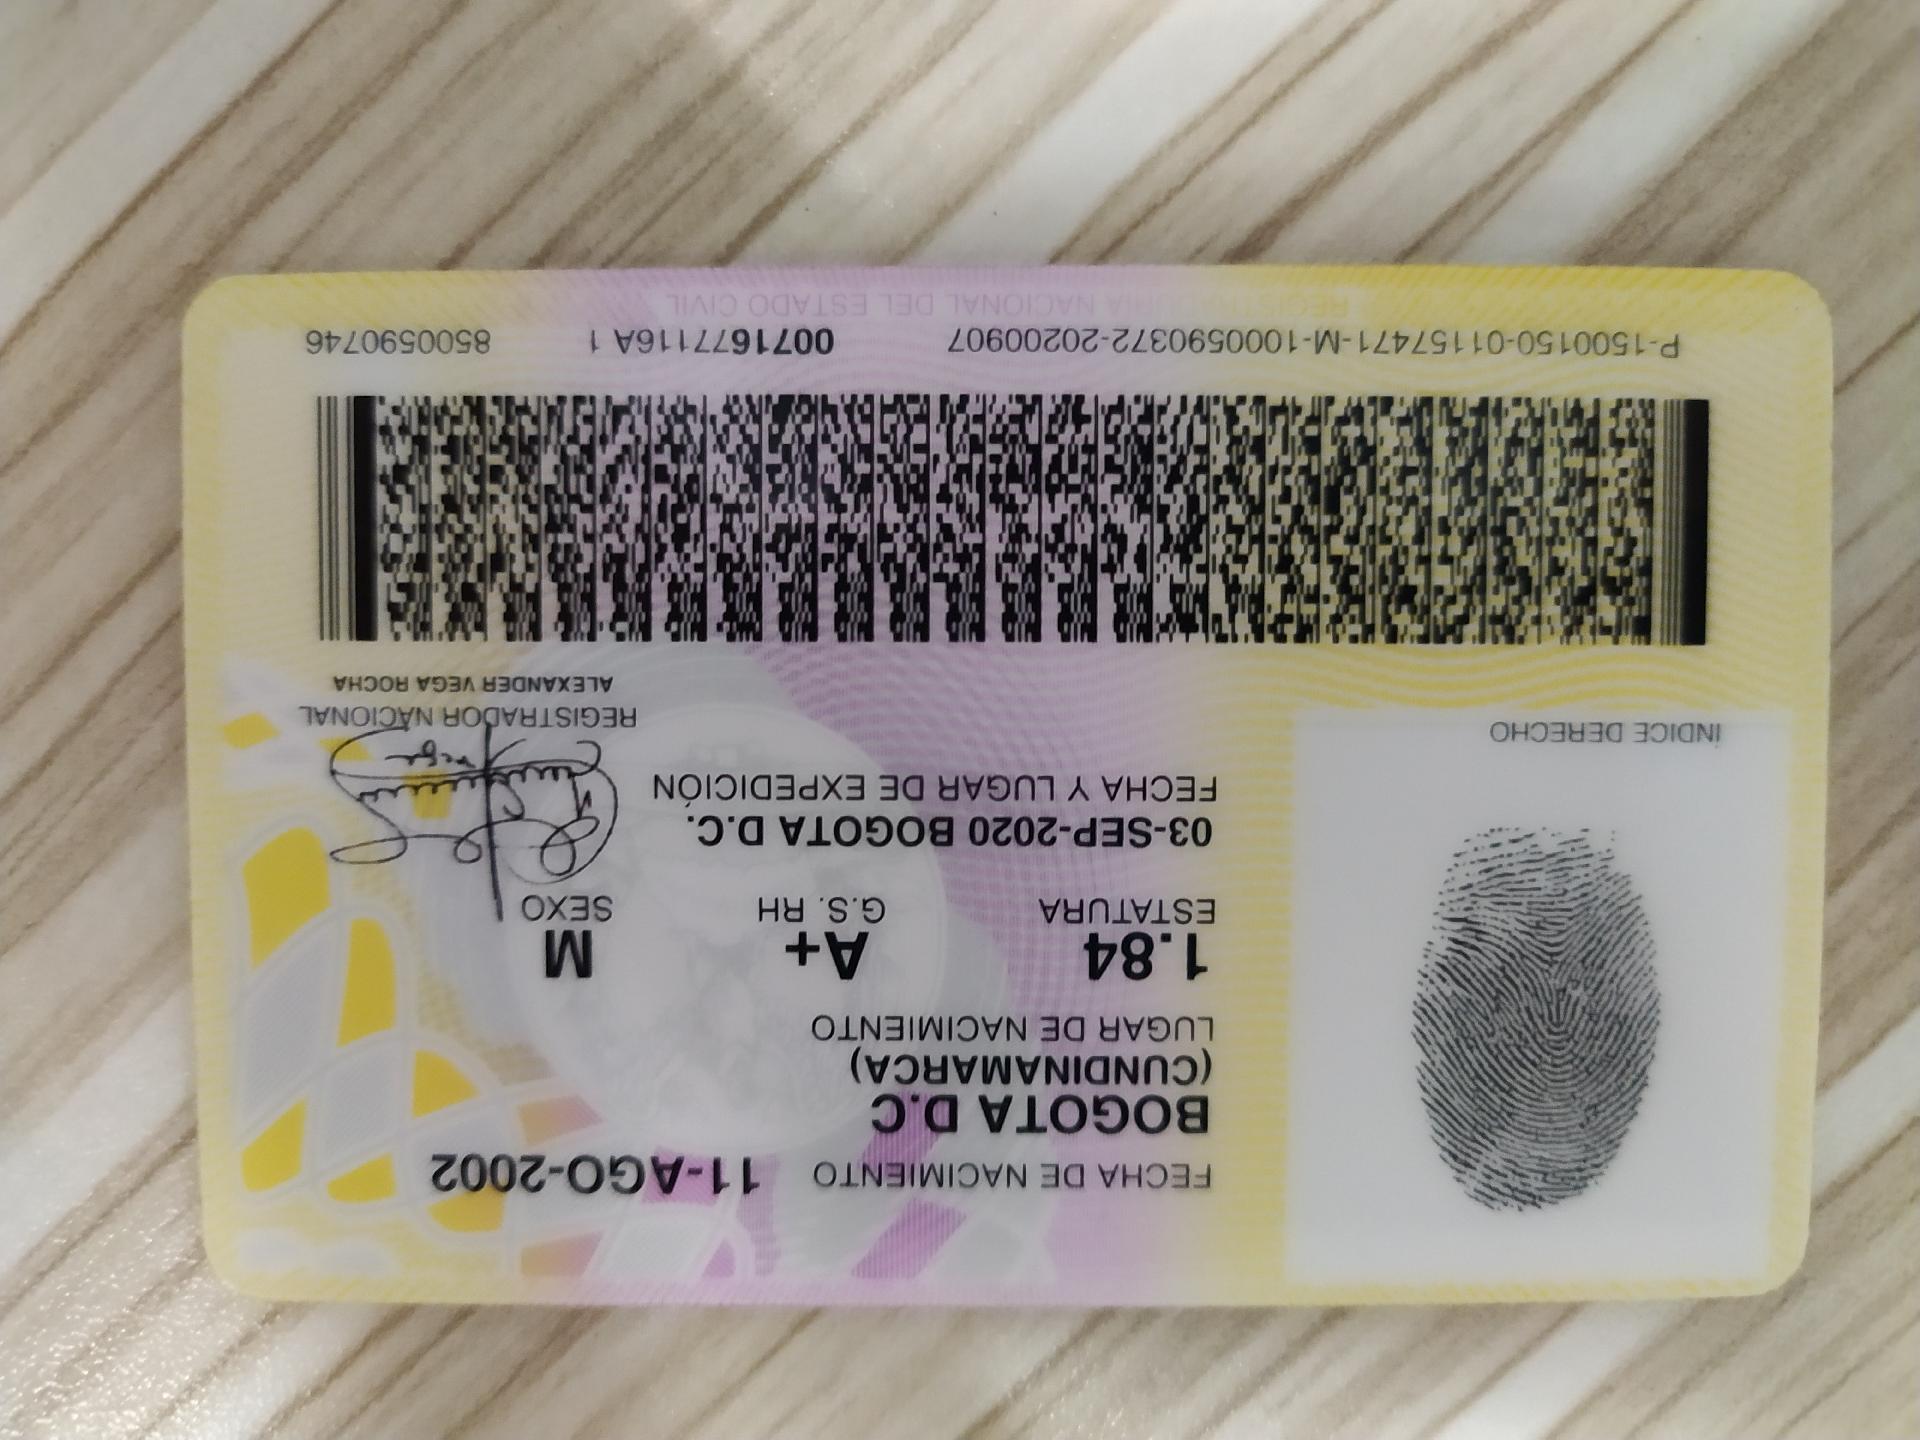 FECHA DE NACIMIENTO 11-AGO-2002
BOGOTA D.C
(CUNDINAMARCA)
LUGAR DE NACIMIENTO
1.84 A+ M
ESTATURA G.S. RH SEXO
03-SEP-2020 BOGOTA D.C.
FECHA Y LUGAR DE EXPEDICIÓN
ÍNDICE DERECHO
REGISTRADOR NACIONAL
ALEXANDER VEGA ROCHA
P-1500150-01157471-M-1000590372-20200907 0071677116A 1 8500590746
REGISTRADURIA NACIONAL DEL ESTADO CIVIL